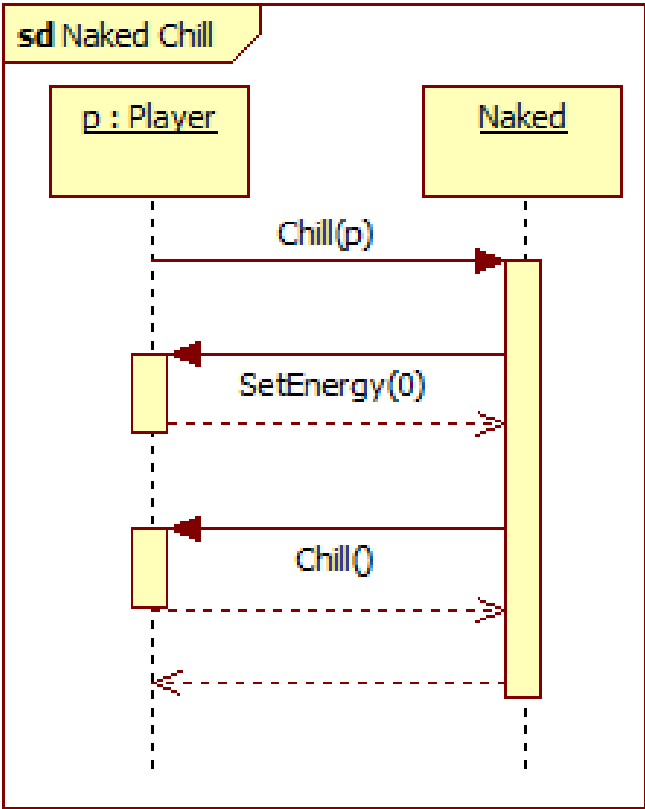 sd Naked Chill
p : Player
Naked
Chill(p)
SetEnergy(0)
Chill()